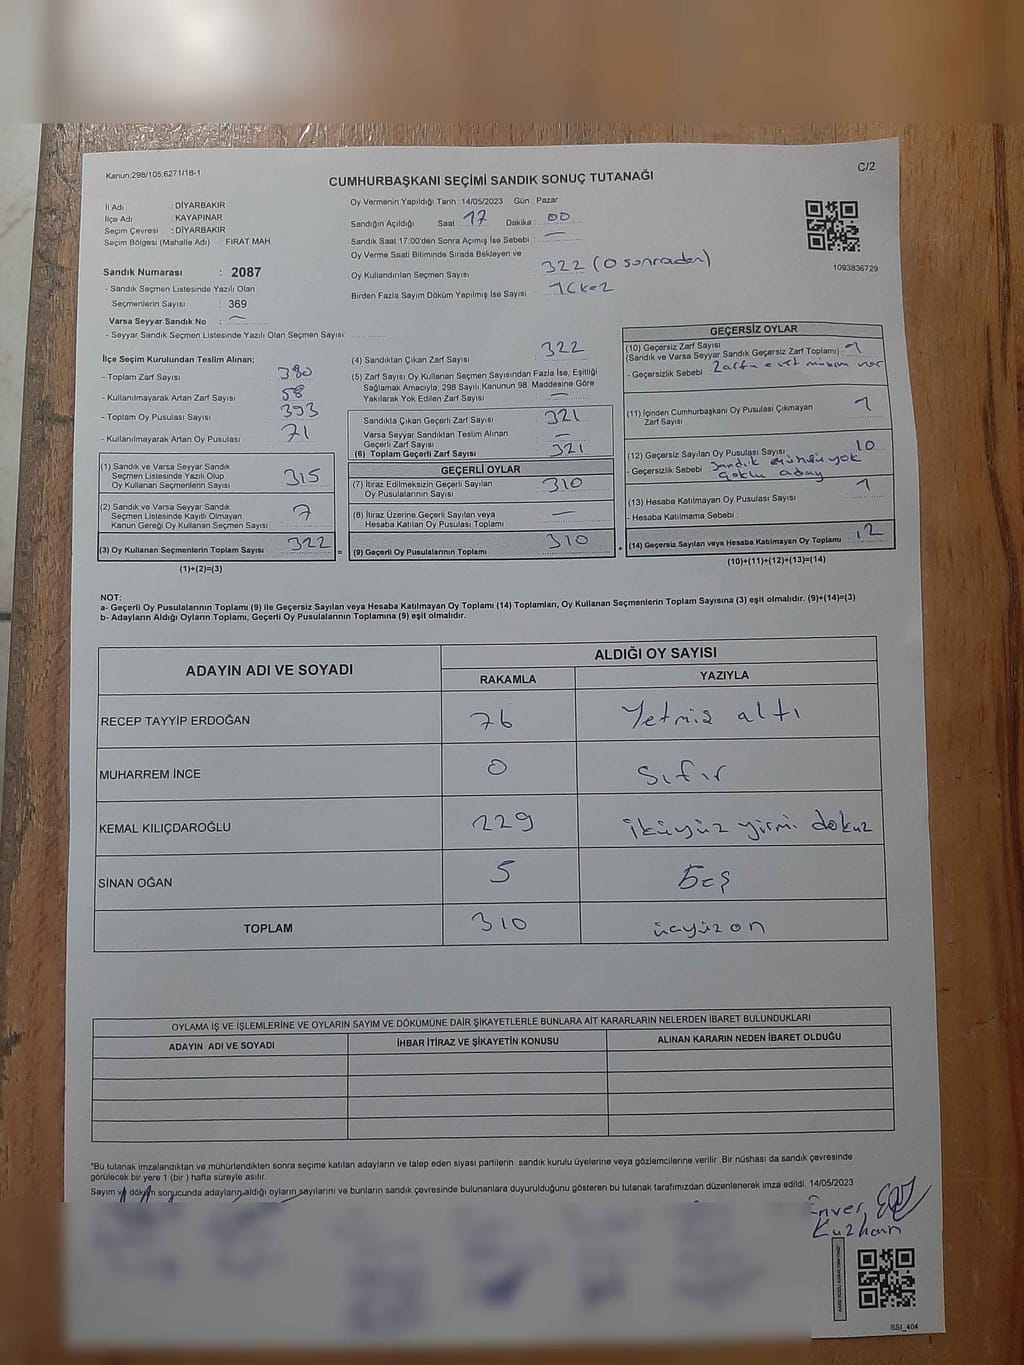 Kanun:298/105;6271/18-1
C/2
CUMHURBAŞKANI SEÇİMİ SANDIK SONUÇ TUTANAĞI
İl Adı : DİYARBAKIR
İlçe Adı : KAYAPINAR
Seçim Çevresi : DİYARBAKIR
Seçim Bölgesi (Mahalle Adı) : FIRAT MAH
Sandık Numarası : 2087
- Sandık Seçmen Listesinde Yazılı Olan
Seçmenlerin Sayısı : 369
Varsa Seyyar Sandık No : —
- Seyyar Sandık Seçmen Listesinde Yazılı Olan Seçmen Sayısı:
Oy Vermenin Yapıldığı Tarih : 14/05/2023 Gün : Pazar
Sandığın Açıldığı Saat : 17 Dakika : 00
Sandık Saat 17:00'den Sonra Açımış İse Sebebi : —
Oy Verme Saati Bitiminde Sırada Bekleyen ve
Oy Kullandırılan Seçmen Sayısı : 322 (0 sonraden)
Birden Fazla Sayım Döküm Yapılmış İse Sayısı :
1093836729
İlçe Seçim Kurulundan Teslim Alınan;
- Toplam Zarf Sayısı : 380
- Kullanılmayarak Artan Zarf Sayısı : 58
- Toplam Oy Pusulası Sayısı : 393
- Kullanılmayarak Artan Oy Pusulası : 71
(1) Sandık ve Varsa Seyyar Sandık
Seçmen Listesinde Yazılı Olup
Oy Kullanan Seçmenlerin Sayısı : 315
(2) Sandık ve Varsa Seyyar Sandık
Seçmen Listesinde Kayıtlı Olmayan
Kanun Gereği Oy Kullanan Seçmen Sayısı : 7
(3) Oy Kullanan Seçmenlerin Toplam Sayısı : 322
(1)+(2)=(3)
=
(4) Sandıktan Çıkan Zarf Sayısı : 322
(5) Zarf Sayısı Oy Kullanan Seçmen Sayısından Fazla İse, Eşitliği
Sağlamak Amacıyla, 298 Sayılı Kanunun 98. Maddesine Göre
Yakılarak Yok Edilen Zarf Sayısı : —
Sandıkta Çıkan Geçerli Zarf Sayısı : 321
Varsa Seyyar Sandıktan Teslim Alınan
Geçerli Zarf Sayısı : —
(6) Toplam Geçerli Zarf Sayısı : 321
GEÇERLİ OYLAR
(7) İtiraz Edilmeksizin Geçerli Sayılan
Oy Pusulalarının Sayısı : 310
(8) İtiraz Üzerine Geçerli Sayılan veya
Hesaba Katılan Oy Pusulası Toplamı : —
(9) Geçerli Oy Pusulalarının Toplamı : 310
+
GEÇERSİZ OYLAR
(10) Geçersiz Zarf Sayısı
(Sandık ve Varsa Seyyar Sandık Geçersiz Zarf Toplamı) : 1
- Geçersizlik Sebebi : Zarfta evet mührü var
(11) İçinden Cumhurbaşkanı Oy Pusulası Çıkmayan
Zarf Sayısı : 1
(12) Geçersiz Sayılan Oy Pusulası Sayısı : 10
- Geçersizlik Sebebi : Sandık mührü yok
çoklu aday
(13) Hesaba Katılmayan Oy Pusulası Sayısı : 1
- Hesaba Katılmama Sebebi :
(14) Geçersiz Sayılan veya Hesaba Katılmayan Oy Toplamı : 12
(10)+(11)+(12)+(13)=(14)
NOT:
a- Geçerli Oy Pusulalarının Toplamı (9) ile Geçersiz Sayılan veya Hesaba Katılmayan Oy Toplamı (14) Toplamları, Oy Kullanan Seçmenlerin Toplam Sayısına (3) eşit olmalıdır. (9)+(14)=(3)
b- Adayların Aldığı Oyların Toplamı, Geçerli Oy Pusulalarının Toplamına (9) eşit olmalıdır.
ADAYIN ADI VE SOYADI
ALDIĞI OY SAYISI
RAKAMLA YAZIYLA
RECEP TAYYİP ERDOĞAN 76 Yetmiş altı
MUHARREM İNCE 0 Sıfır
KEMAL KILIÇDAROĞLU 229 ikiyüz yirmi dokuz
SİNAN OĞAN 5 Beş
TOPLAM 310 üçyüz on
OYLAMA İŞ VE İŞLEMLERİNE VE OYLARIN SAYIM VE DÖKÜMÜNE DAİR ŞİKAYETLERLE BUNLARA AİT KARARLARIN NELERDEN İBARET BULUNDUKLARI
ADAYIN ADI VE SOYADI İHBAR İTİRAZ VE ŞİKAYETİN KONUSU ALINAN KARARIN NEDEN İBARET OLDUĞU
*Bu tutanak imzalandıktan ve mühürlendikten sonra seçime katılan adayların ve talep eden siyasi partilerin sandık kurulu üyelerine veya gözlemcilerine verilir. Bir nüshası da sandık çevresinde
görülecek bir yere 1 (bir) hafta süreyle asılır.
Sayım ve döküm sonucunda adayların aldığı oyların sayılarını ve bunların sandık çevresinde bulunanlara duyurulduğunu gösteren bu tutanak tarafımızdan düzenlenerek imza edildi. 14/05/2023
Enver
Kuzhan
SSI_404